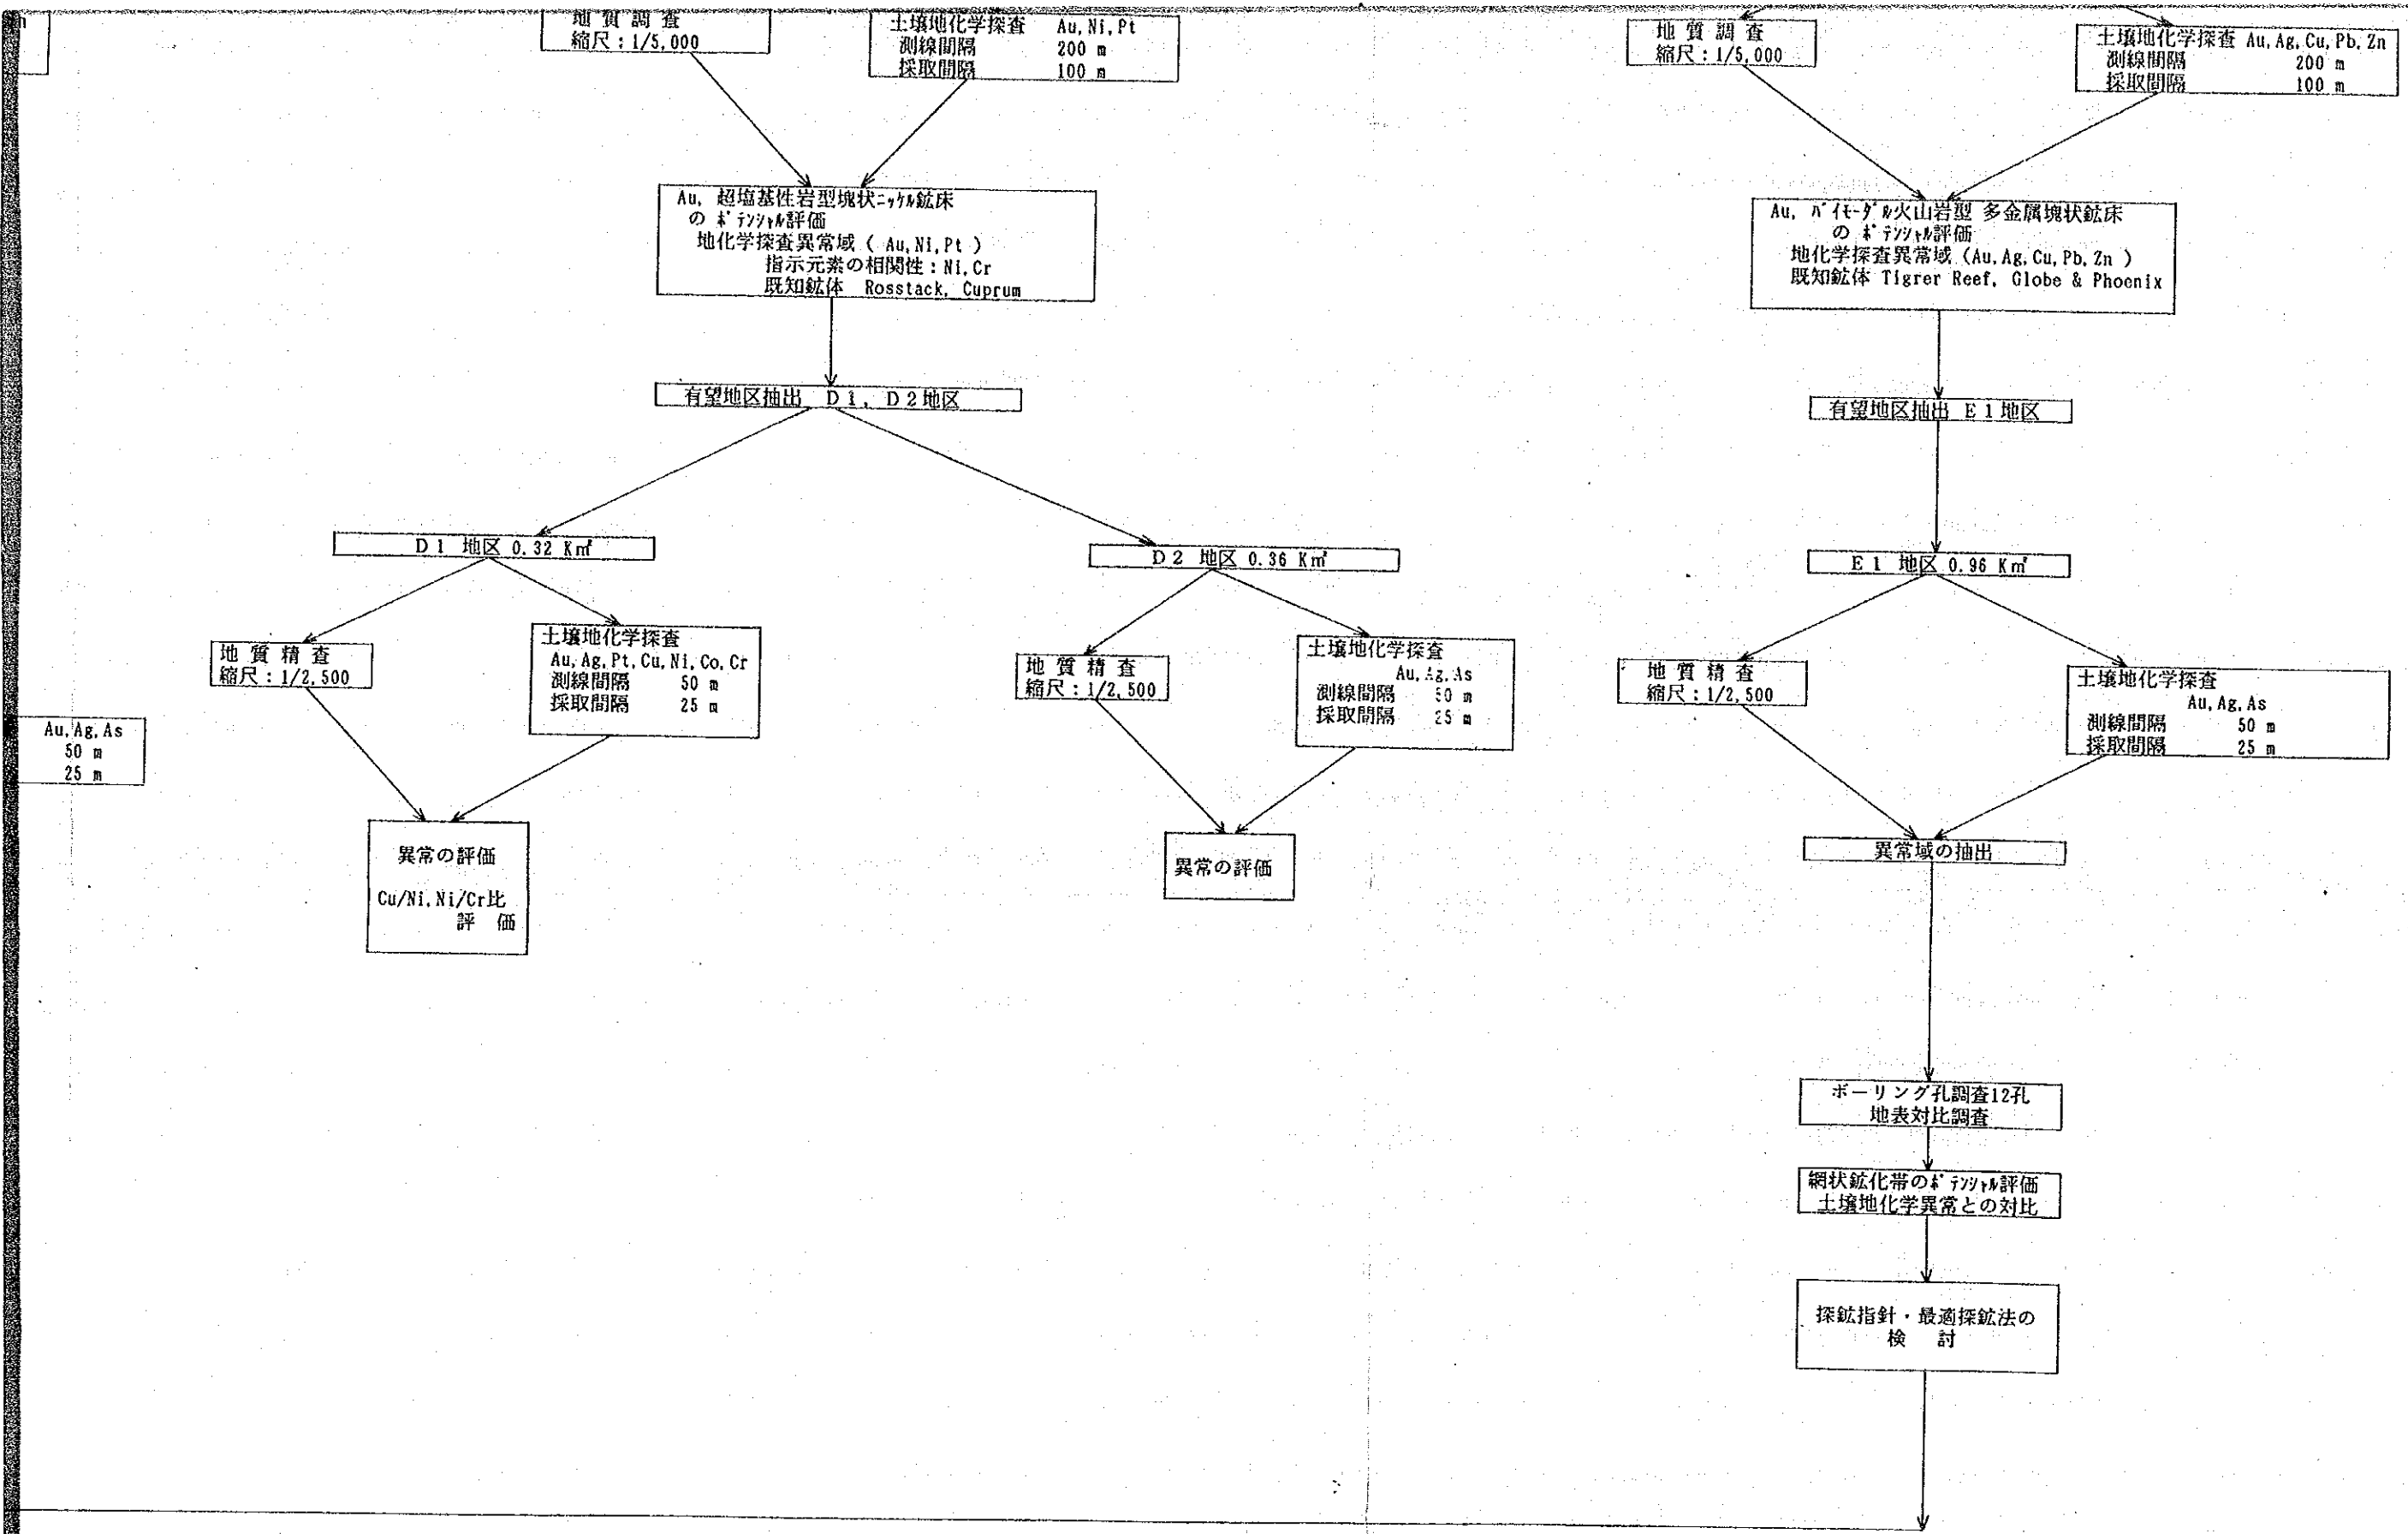 地 質 調 査
縮尺：1/5,000
土壌地化学探査 Au,Ni,Pt
測線間隔 200 m
採取間隔 100 m
地 質 調 査
縮尺：1/5,000
土壌地化学探査 Au,Ag,Cu,Pb,Zn
測線間隔 200 m
採取間隔 100 m
Au, 超塩基性岩型塊状ﾆｯｹﾙ鉱床
の ﾎﾟﾃﾝｼｬﾙ評価
地化学探査異常域 ( Au,Ni,Pt )
指示元素の相関性：Ni,Cr
既知鉱体 Rosstack, Cuprum
Au, ﾊﾞｲﾓｰﾀﾞﾙ火山岩型 多金属塊状鉱床
の ﾎﾟﾃﾝｼｬﾙ評価
地化学探査異常域 (Au,Ag,Cu,Pb,Zn )
既知鉱体 Tigrer Reef, Globe & Phoenix
有望地区抽出 D1, D2地区
有望地区抽出 E1地区
D1 地区 0.32 K㎡
D2 地区 0.36 K㎡
E1 地区 0.96 K㎡
地 質 精 査
縮尺：1/2,500
土壌地化学探査
Au,Ag,Pt,Cu,Ni,Co,Cr
測線間隔 50 m
採取間隔 25 m
地 質 精 査
縮尺：1/2,500
土壌地化学探査
Au,Ag,As
測線間隔 50 m
採取間隔 25 m
地 質 精 査
縮尺：1/2,500
土壌地化学探査
Au,Ag,As
測線間隔 50 m
採取間隔 25 m
Au,Ag,As
50 m
25 m
異常の評価
Cu/Ni,Ni/Cr比
評 価
異常の評価
異常域の抽出
ボーリング孔調査12孔
地表対比調査
網状鉱化帯のﾎﾟﾃﾝｼｬﾙ評価
土壌地化学異常との対比
探鉱指針・最適探鉱法の
検 討